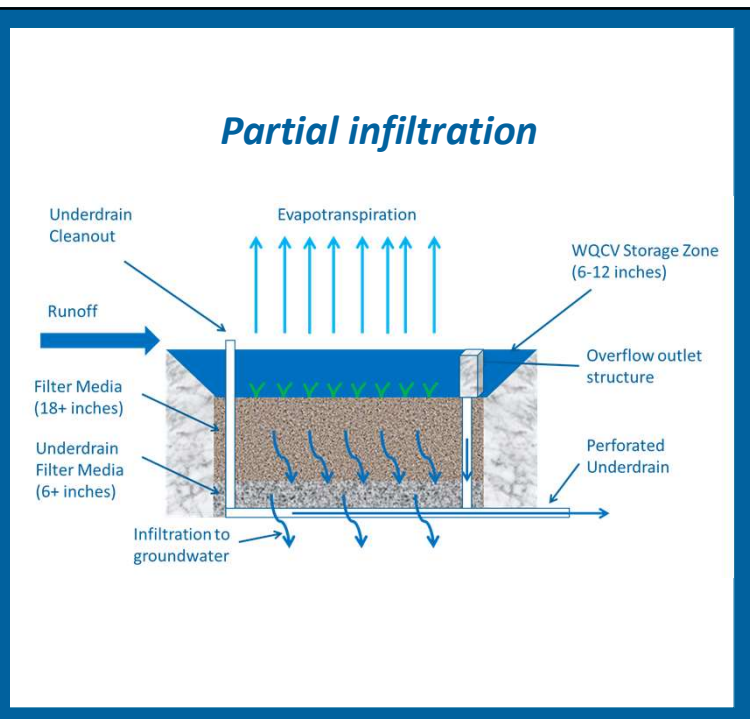 Partial infiltration
Underdrain
Cleanout
Evapotranspiration
WQCV Storage Zone
(6-12 inches)
Runoff
Overflow outlet
structure
Filter Media
(18+ inches)
Underdrain
Filter Media
(6+ inches)
Perforated
Underdrain
Infiltration to
groundwater